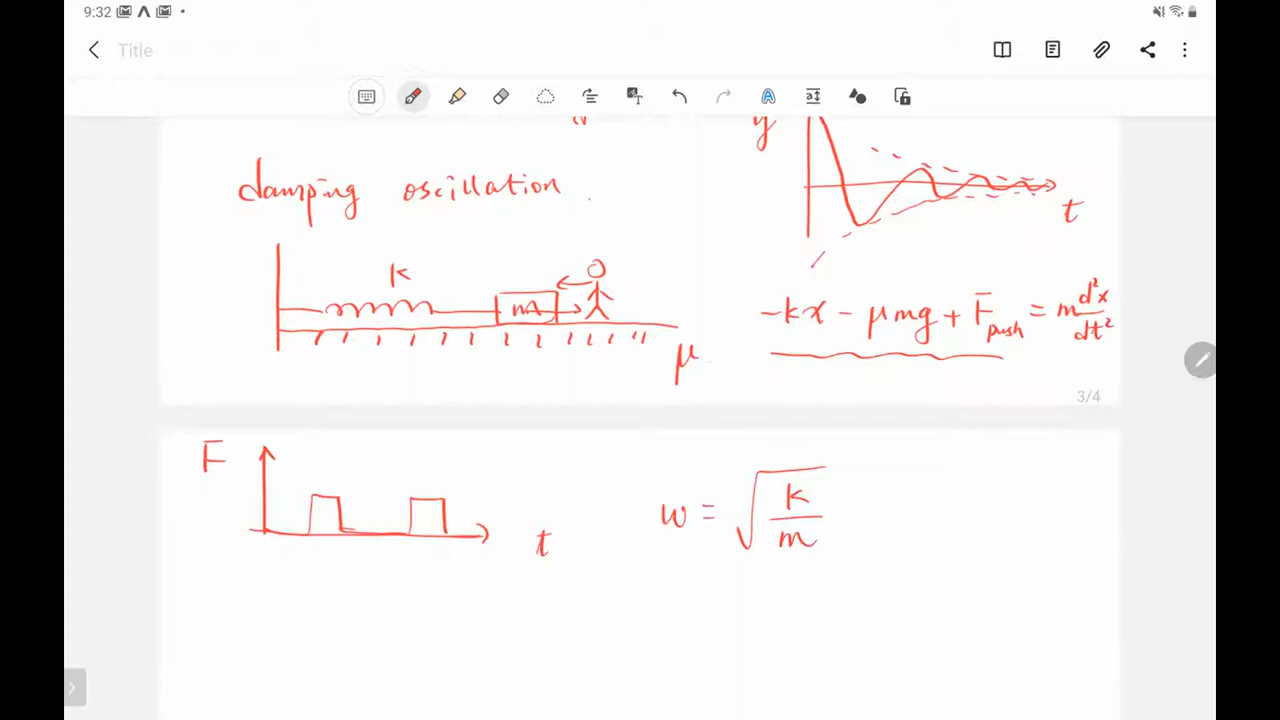 9:32
Title
y
damping oscillation
t
k
m
-kx - μmg + F_push = m d²x/dt²
μ
3/4
F
t
w = √(k/m)